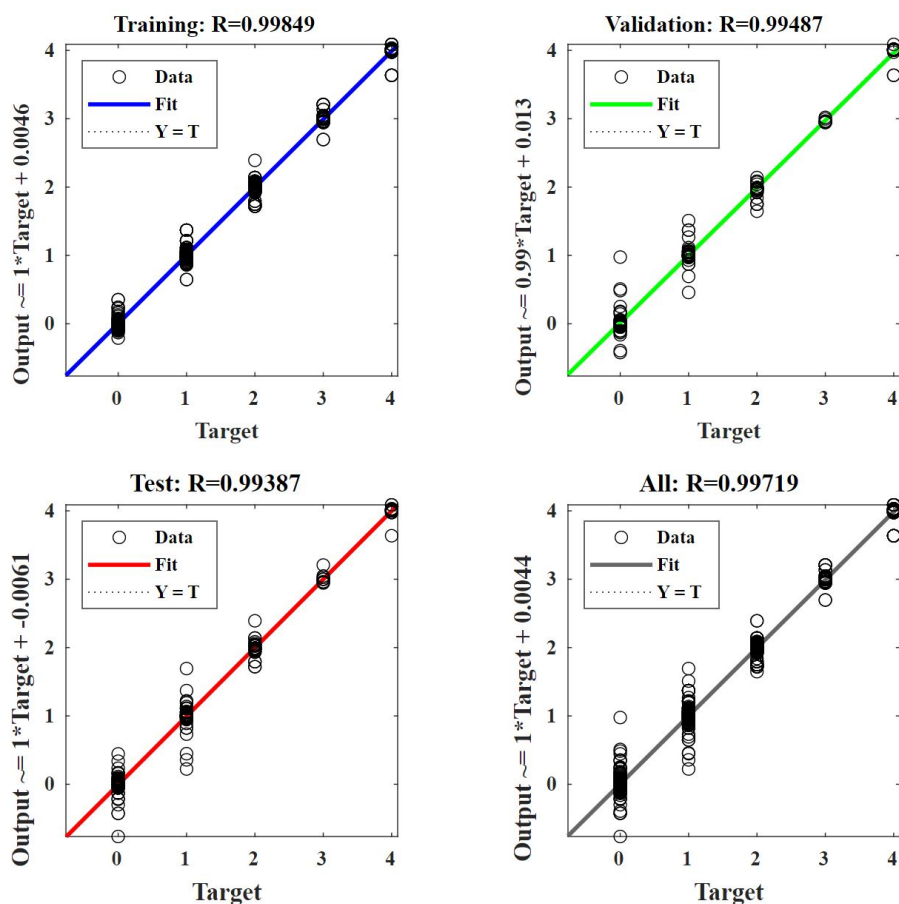 Training: R=0.99849
Output ~= 1*Target + 0.0046
4
3
2
1
0
Data
Fit
Y = T
0 1 2 3 4
Target
Validation: R=0.99487
Output ~= 0.99*Target + 0.013
4
3
2
1
0
Data
Fit
Y = T
0 1 2 3 4
Target
Test: R=0.99387
Output ~= 1*Target + -0.0061
4
3
2
1
0
Data
Fit
Y = T
0 1 2 3 4
Target
All: R=0.99719
Output ~= 1*Target + 0.0044
4
3
2
1
0
Data
Fit
Y = T
0 1 2 3 4
Target